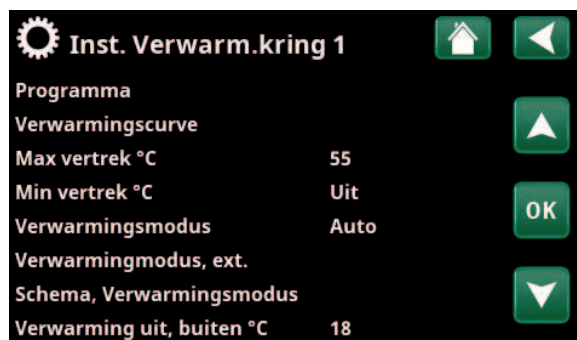 Inst. Verwarm.kring 1
Programma
Verwarmingscurve
Max vertrek °C 55
Min vertrek °C Uit
Verwarmingsmodus Auto
OK
Verwarmingmodus, ext.
Schema, Verwarmingsmodus
Verwarming uit, buiten °C 18